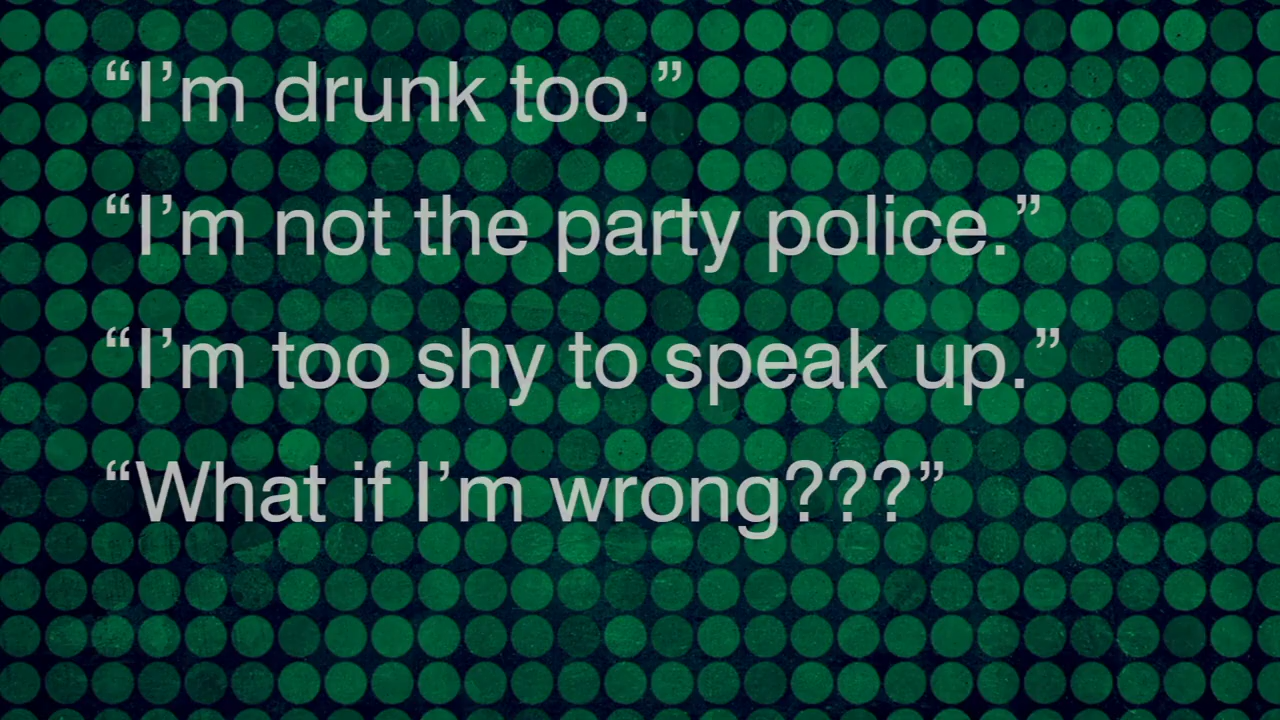 “I’m drunk too.”
“I’m not the party police.”
“I’m too shy to speak up.”
“What if I’m wrong???”